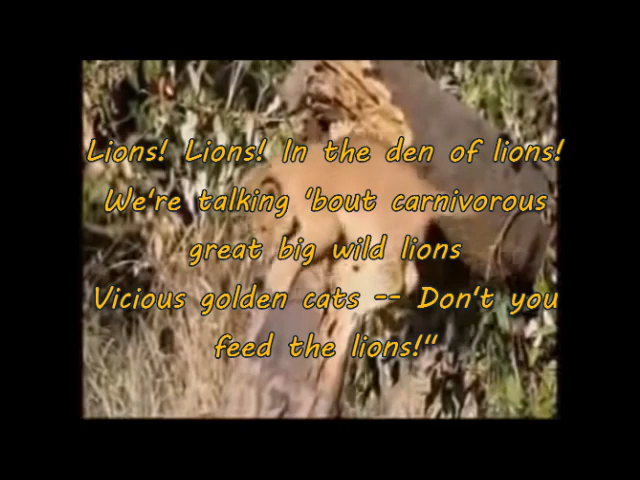 Lions! Lions! In the den of lions!
We're talking 'bout carnivorous
great big wild lions
Vicious golden cats -- Don't you
feed the lions!"